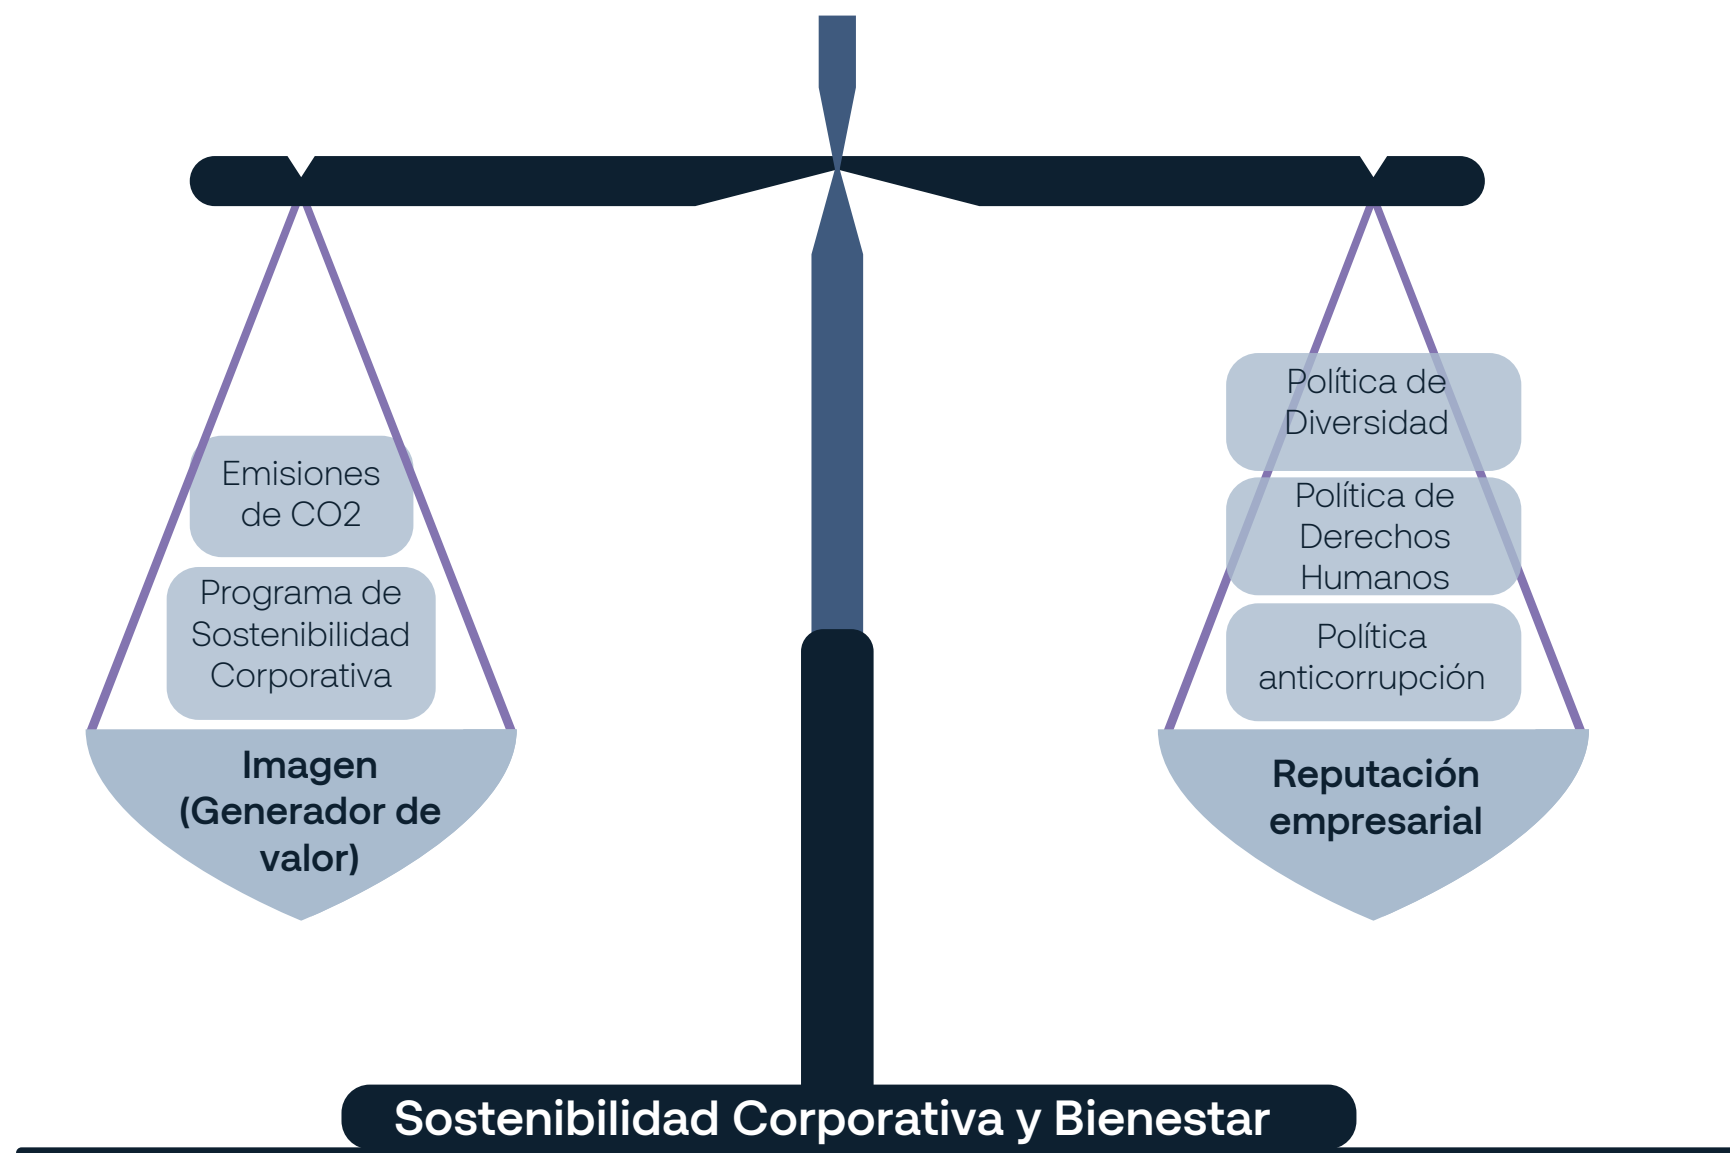 Emisiones
de CO2
Programa de
Sostenibilidad
Corporativa
Imagen
(Generador de
valor)
Política de
Diversidad
Política de
Derechos
Humanos
Política
anticorrupción
Reputación
empresarial
Sostenibilidad Corporativa y Bienestar